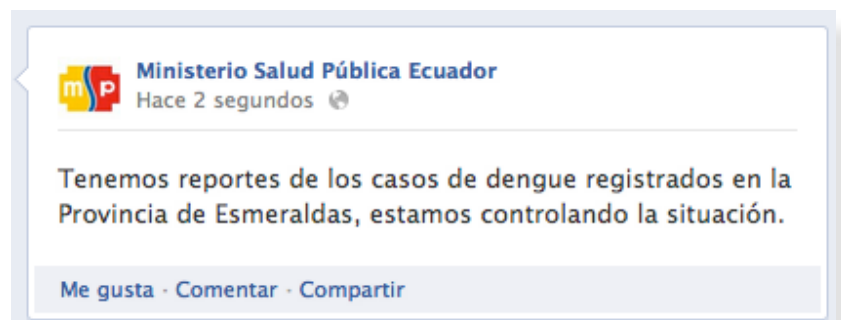 msp
Ministerio Salud Pública Ecuador
Hace 2 segundos
Tenemos reportes de los casos de dengue registrados en la
Provincia de Esmeraldas, estamos controlando la situación.
Me gusta · Comentar · Compartir